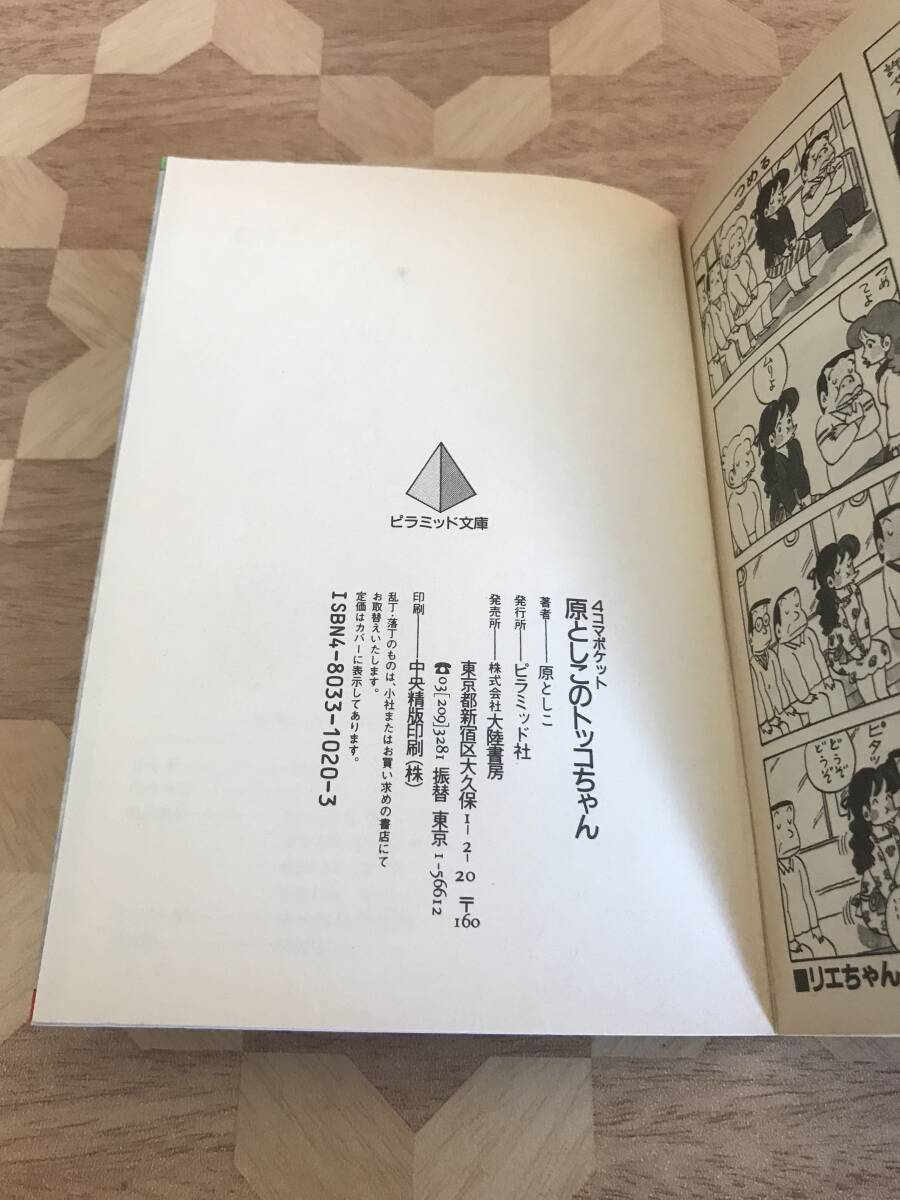 ピラミッド文庫
4コマポケット
原としこのトッコちゃん
著者——原としこ
発行所——ピラミッド社
発売所——株式会社大陸書房
東京都新宿区大久保1-2-20 〒160
☎03[209]3281 振替 東京 1-56612
印刷——中央精版印刷(株)
乱丁・落丁のものは、小社またはお買い求めの書店にて
お取替えいたします。
定価はカバーに表示してあります。
ISBN4-8033-1020-3
つめる
つめ
てよ
ムリよ
ピタッ
どうぞ
どうぞ
■リエちゃん